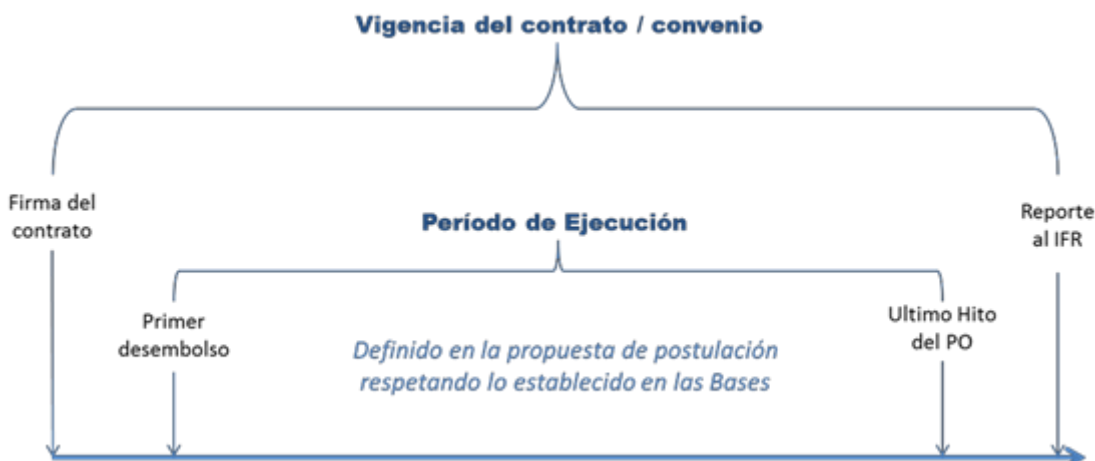 Vigencia del contrato / convenio
Firma del
contrato
Reporte
al IFR
Período de Ejecución
Primer
desembolso
Ultimo Hito
del PO
Definido en la propuesta de postulación
respetando lo establecido en las Bases